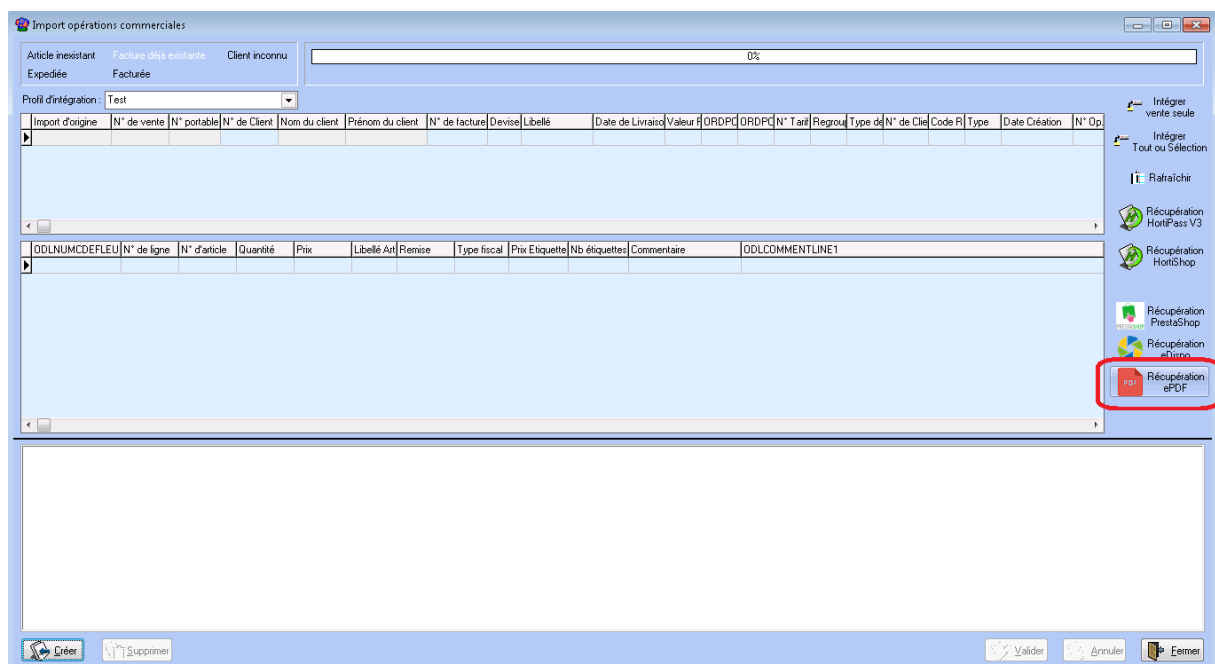 Import opérations commerciales
Article inexistant Facture déjà existante Client inconnu
Expediée Facturée
0%
Profil d'intégration : Test
Import d'origine N° de vente N° portable N° de Client Nom du client Prénom du client N° de facture Devise Libellé Date de Livraiso Valeur F ORDPC ORDPC N° Tarif Regrou Type de N° de Clie Code R Type Date Création N° Op.
ODLNUMCDEFLEU N° de ligne N° d'article Quantité Prix Libellé Art Remise Type fiscal Prix Etiquette Nb étiquettes Commentaire ODLCOMMENTLINE1
Intégrer
vente seule
Intégrer
Tout ou Sélection
Rafraîchir
Récupération
HortiPass V3
Récupération
HortiShop
Récupération
PrestaShop
Récupération
eDispo
PDF
Récupération
ePDF
Créer Supprimer Valider Annuler Fermer